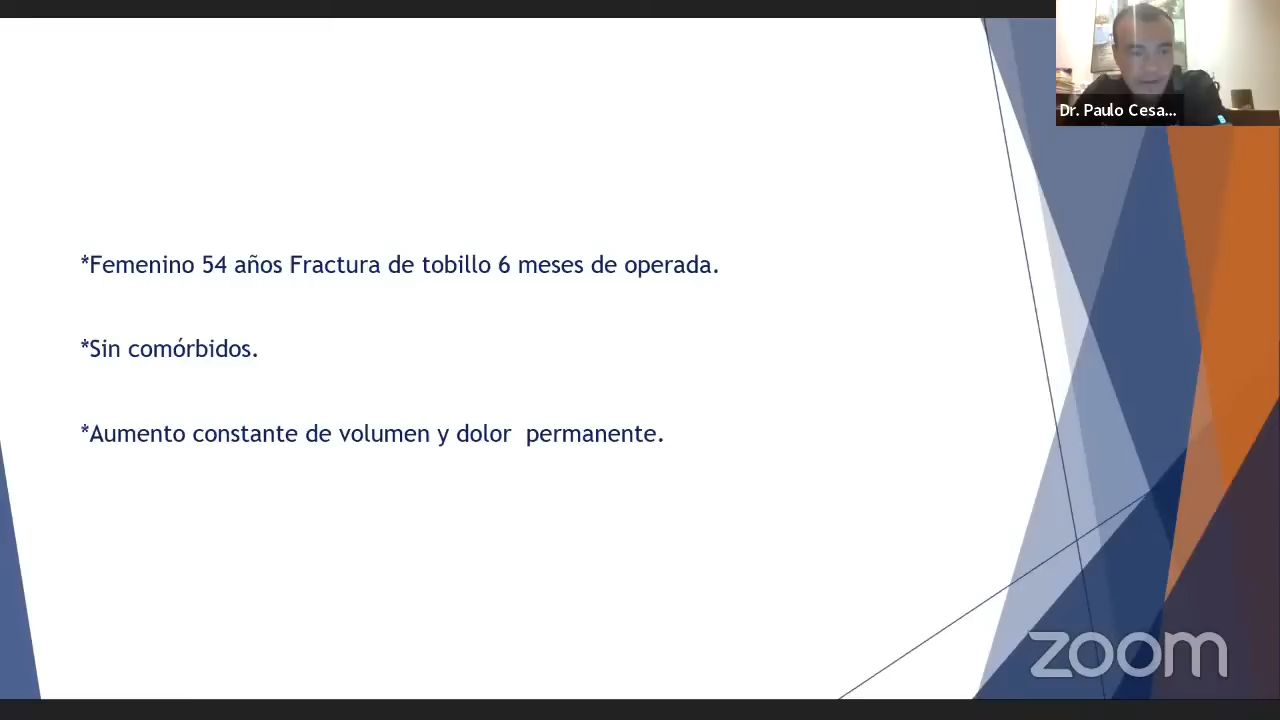 Dr. Paulo Cesa...
*Femenino 54 años Fractura de tobillo 6 meses de operada.
*Sin comórbidos.
*Aumento constante de volumen y dolor  permanente.
zoom